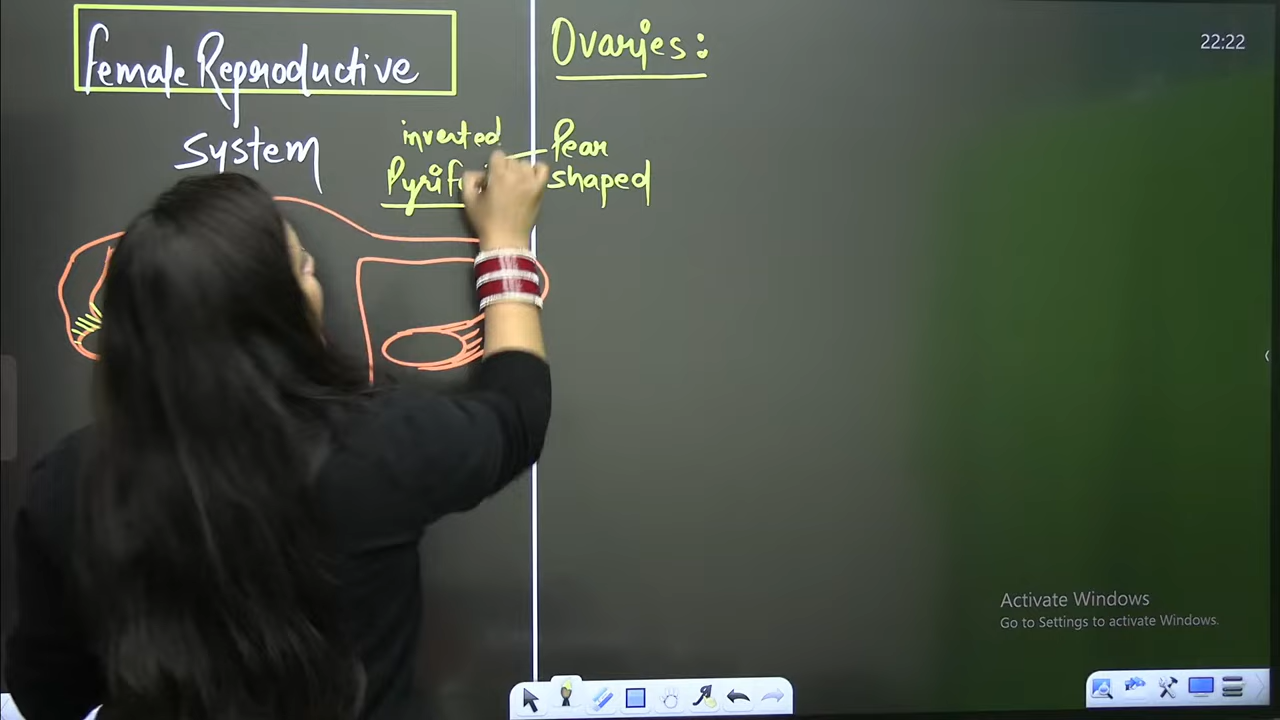 Female Reproductive
System
inverted
Ovaries:
Pear
shaped
22:22
Activate Windows
Go to Settings to activate Windows.